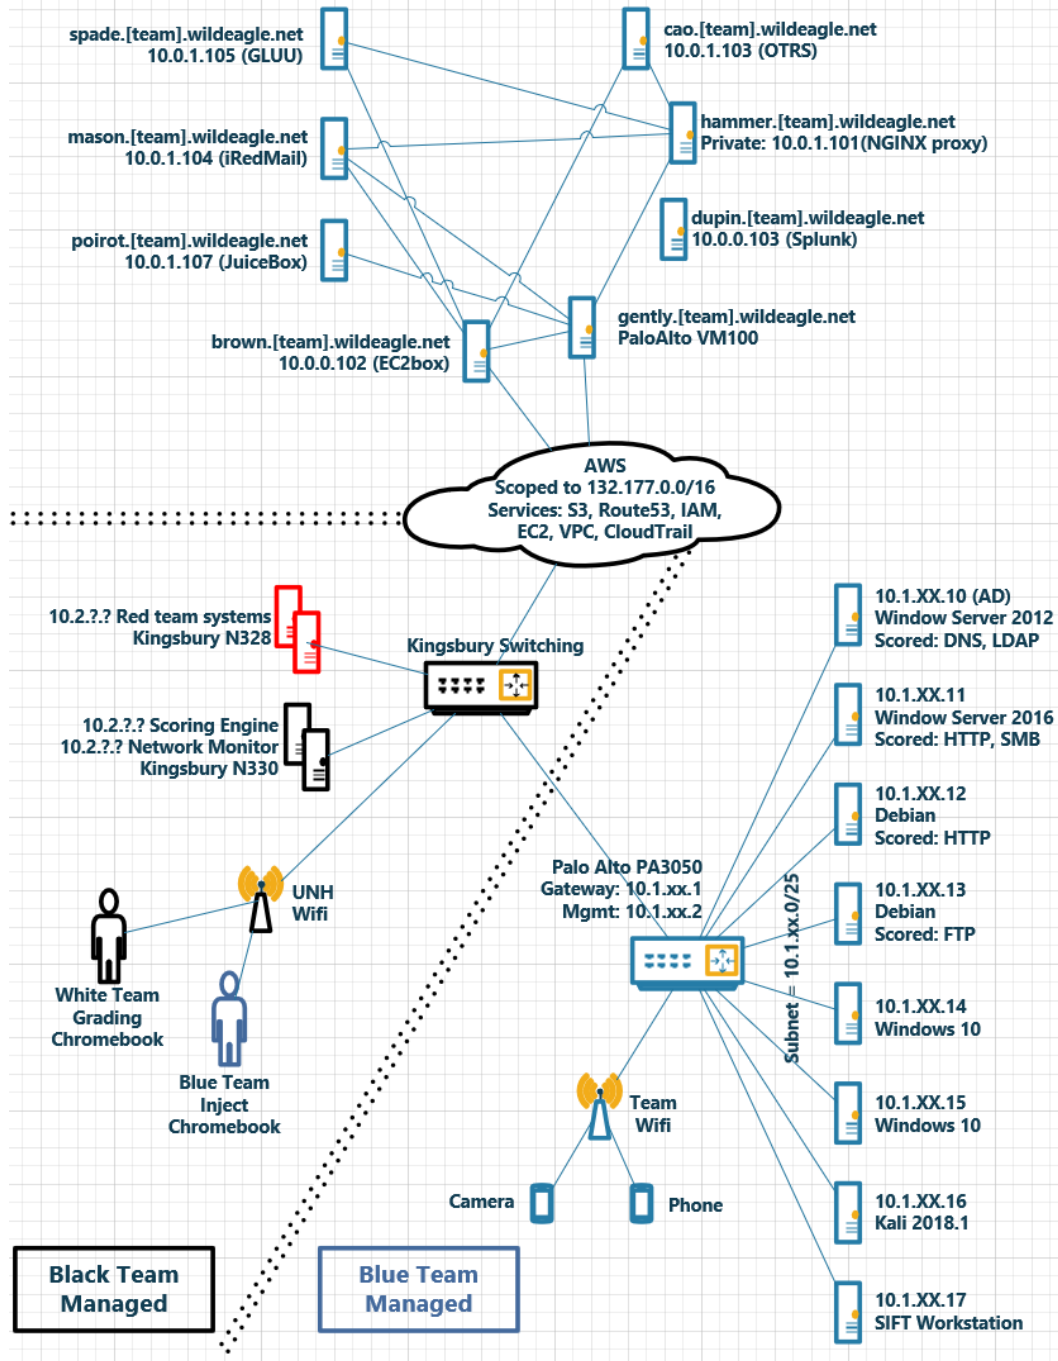 spade.[team].wildeagle.net
10.0.1.105 (GLUU)
cao.[team].wildeagle.net
10.0.1.103 (OTRS)
mason.[team].wildeagle.net
10.0.1.104 (iRedMail)
hammer.[team].wildeagle.net
Private: 10.0.1.101(NGINX proxy)
poirot.[team].wildeagle.net
10.0.1.107 (JuiceBox)
dupin.[team].wildeagle.net
10.0.0.103 (Splunk)
brown.[team].wildeagle.net
10.0.0.102 (EC2box)
gently.[team].wildeagle.net
PaloAlto VM100
AWS
Scoped to 132.177.0.0/16
Services: S3, Route53, IAM,
EC2, VPC, CloudTrail
10.2.?.? Red team systems
Kingsbury N328
Kingsbury Switching
10.2.?.? Scoring Engine
10.2.?.? Network Monitor
Kingsbury N330
UNH
Wifi
White Team
Grading
Chromebook
Blue Team
Inject
Chromebook
Palo Alto PA3050
Gateway: 10.1.xx.1
Mgmt: 10.1.xx.2
Subnet = 10.1.xx.0/25
10.1.XX.10 (AD)
Window Server 2012
Scored: DNS, LDAP
10.1.XX.11
Window Server 2016
Scored: HTTP, SMB
10.1.XX.12
Debian
Scored: HTTP
10.1.XX.13
Debian
Scored: FTP
10.1.XX.14
Windows 10
10.1.XX.15
Windows 10
10.1.XX.16
Kali 2018.1
10.1.XX.17
SIFT Workstation
Team
Wifi
Camera
Phone
Black Team
Managed
Blue Team
Managed